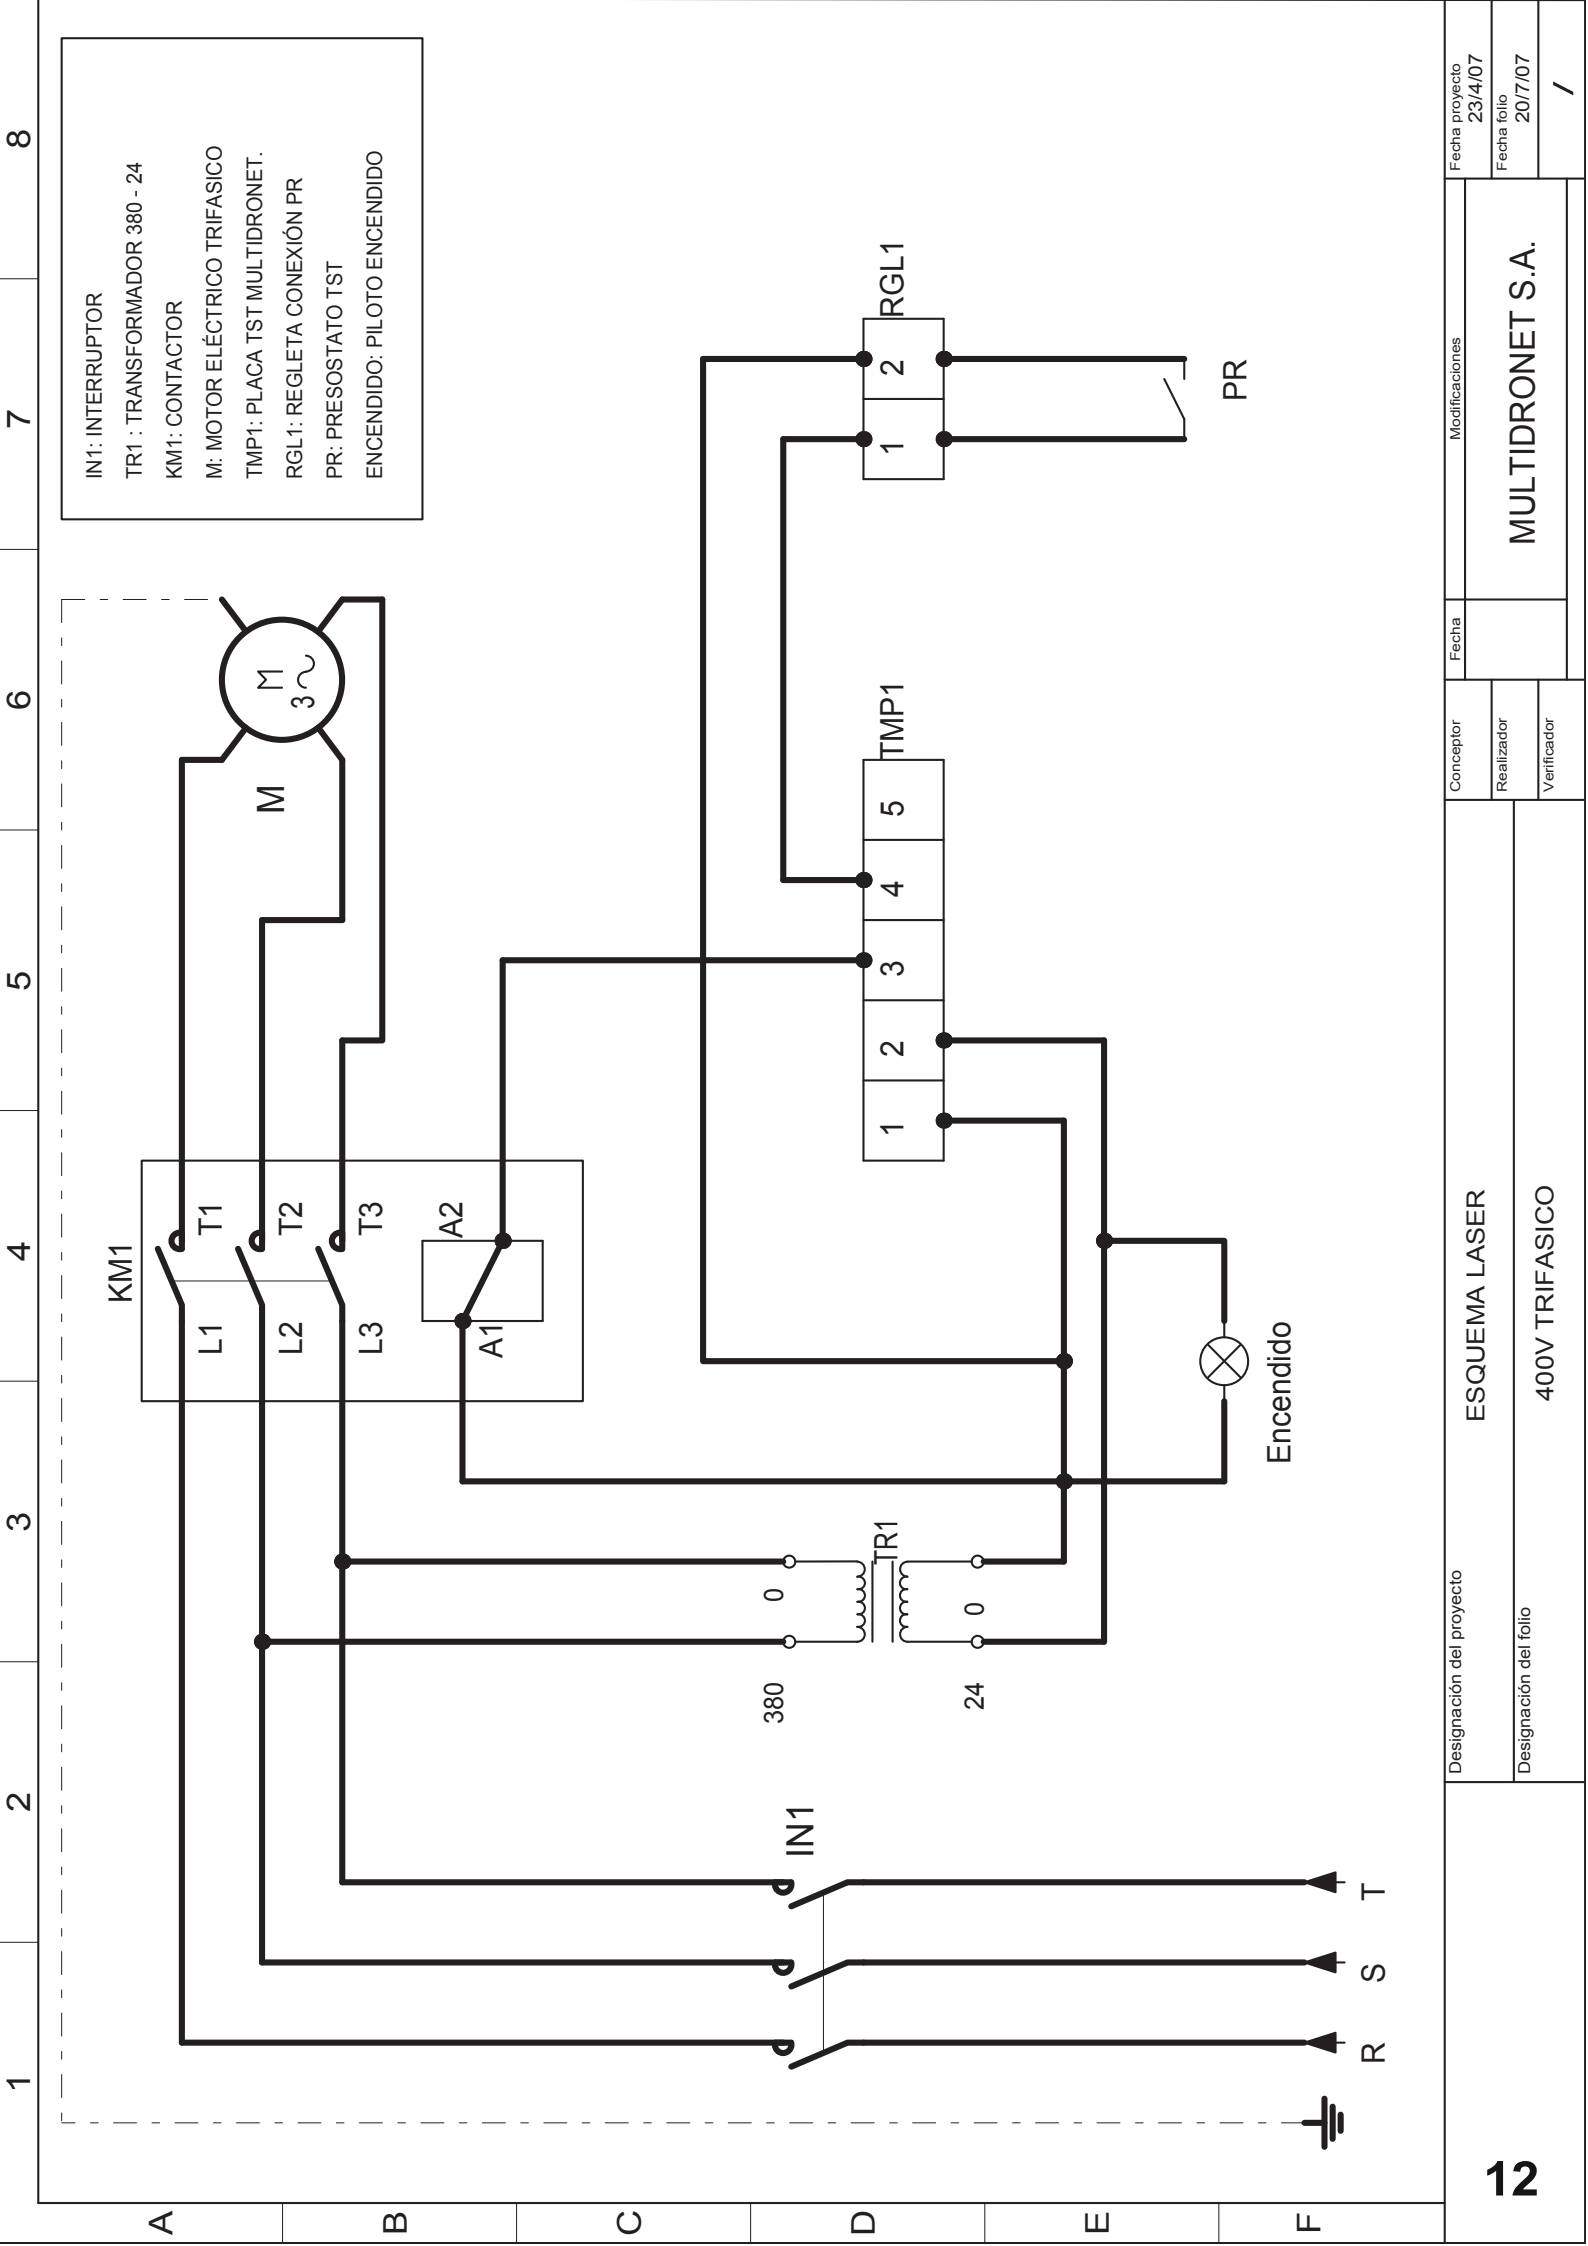 1
2
3
4
5
6
7
8
A
B
C
D
E
F
IN1: INTERRUPTOR
TR1 : TRANSFORMADOR 380 - 24
KM1: CONTACTOR
M: MOTOR ELÉCTRICO TRIFASICO
TMP1: PLACA TST MULTIDRONET.
RGL1: REGLETA CONEXIÓN PR
PR: PRESOSTATO TST
ENCENDIDO: PILOTO ENCENDIDO
KM1
L1
T1
L2
T2
L3
T3
A1
A2
M
M
3
IN1
380
0
TR1
24
0
TMP1
1
2
3
4
5
RGL1
1
2
PR
Encendido
R
S
T
12
Designación del proyecto
ESQUEMA LASER
Designación del folio
400V TRIFASICO
Conceptor
Realizador
Verificador
Fecha
Modificaciones
MULTIDRONET S.A.
Fecha proyecto
23/4/07
Fecha folio
20/7/07
/